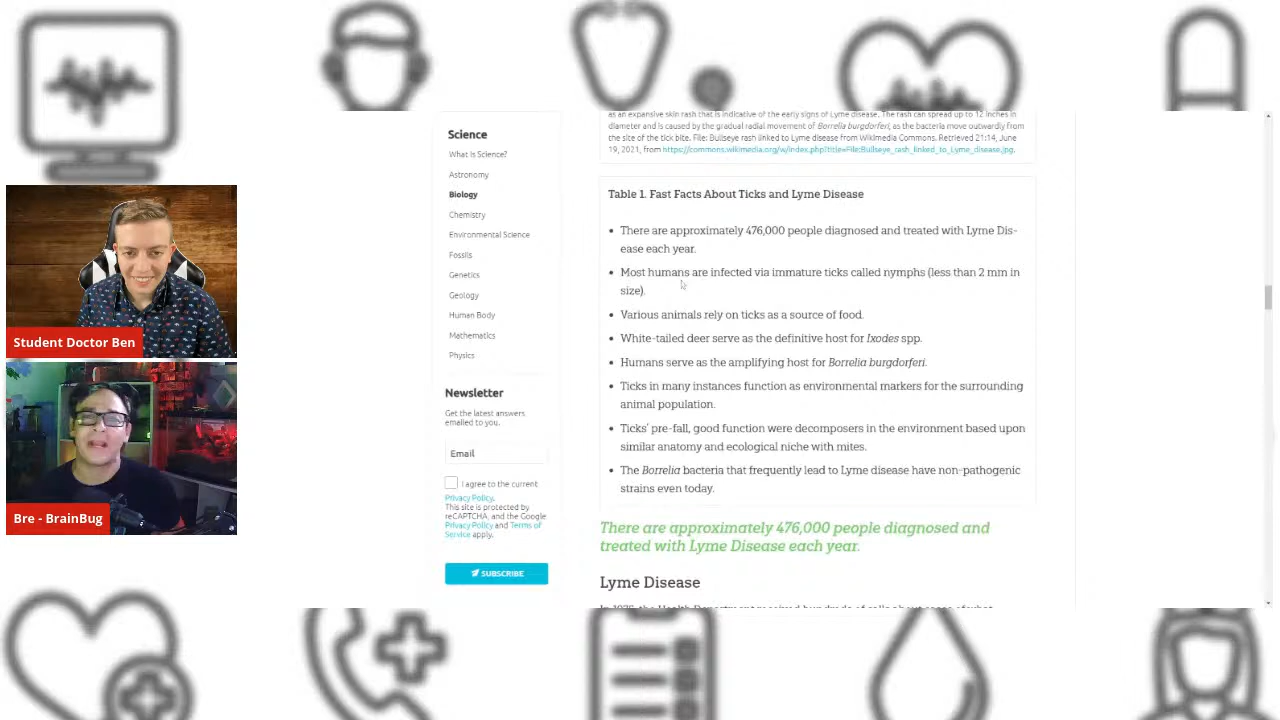 as an expansive skin rash that is indicative of the early signs of Lyme disease. The rash can spread up to 12 inches in
diameter and is caused by the gradual radial movement of Borrelia burgdorferi, as the bacteria move outwardly from
the size of the tick bite. File: Bullseye rash linked to Lyme disease from Wikimedia Commons. Retrieved 21:14, June
19, 2021, from https://commons.wikimedia.org/w/index.php?title=File:Bullseye_rash_linked_to_Lyme_disease.jpg.
Science
What Is Science?
Astronomy
Biology
Chemistry
Environmental Science
Fossils
Genetics
Geology
Human Body
Mathematics
Physics
Newsletter
Get the latest answers
emailed to you.
Email
I agree to the current
Privacy Policy.
This site is protected by
reCAPTCHA, and the Google
Privacy Policy and Terms of
Service apply.
SUBSCRIBE
Table 1. Fast Facts About Ticks and Lyme Disease
• There are approximately 476,000 people diagnosed and treated with Lyme Dis-
ease each year.
• Most humans are infected via immature ticks called nymphs (less than 2 mm in
size).
• Various animals rely on ticks as a source of food.
• White-tailed deer serve as the definitive host for Ixodes spp.
• Humans serve as the amplifying host for Borrelia burgdorferi.
• Ticks in many instances function as environmental markers for the surrounding
animal population.
• Ticks' pre-fall, good function were decomposers in the environment based upon
similar anatomy and ecological niche with mites.
• The Borrelia bacteria that frequently lead to Lyme disease have non-pathogenic
strains even today.
There are approximately 476,000 people diagnosed and
treated with Lyme Disease each year.
Lyme Disease
Student Doctor Ben
Bre - BrainBug